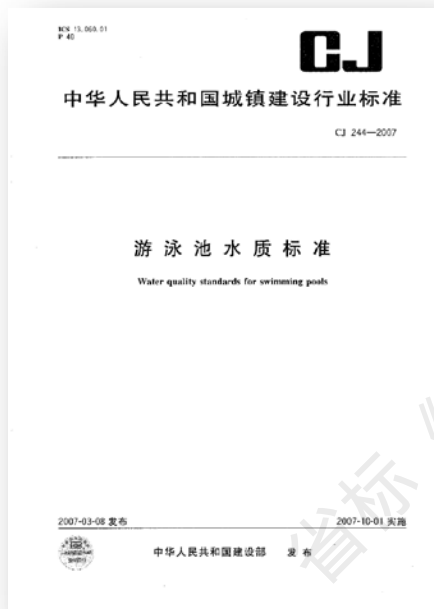 ICS 13.060.01
P 40
CJ
中华人民共和国城镇建设行业标准
CJ 244—2007
游泳池水质标准
Water quality standards for swimming pools
省标
2007-03-08 发布
2007-10-01 实施
中华人民共和国建设部 发布